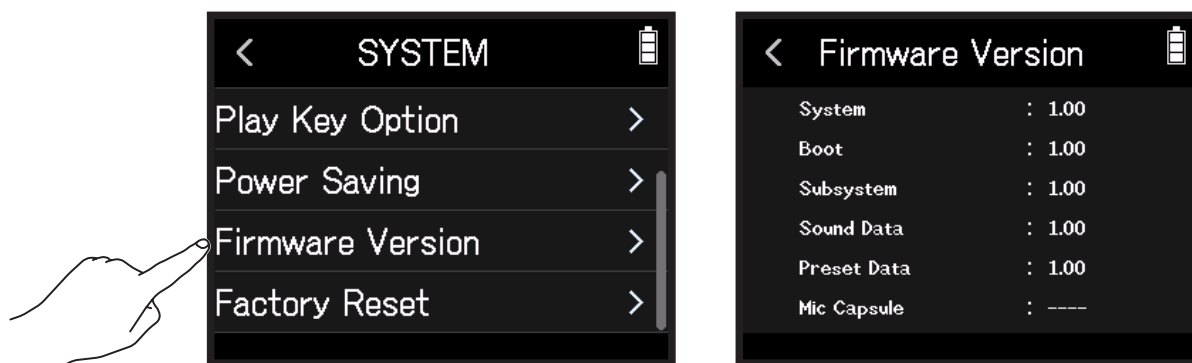 SYSTEM
Play Key Option
Power Saving
Firmware Version
Factory Reset
Firmware Version
System : 1.00
Boot : 1.00
Subsystem : 1.00
Sound Data : 1.00
Preset Data : 1.00
Mic Capsule : ----